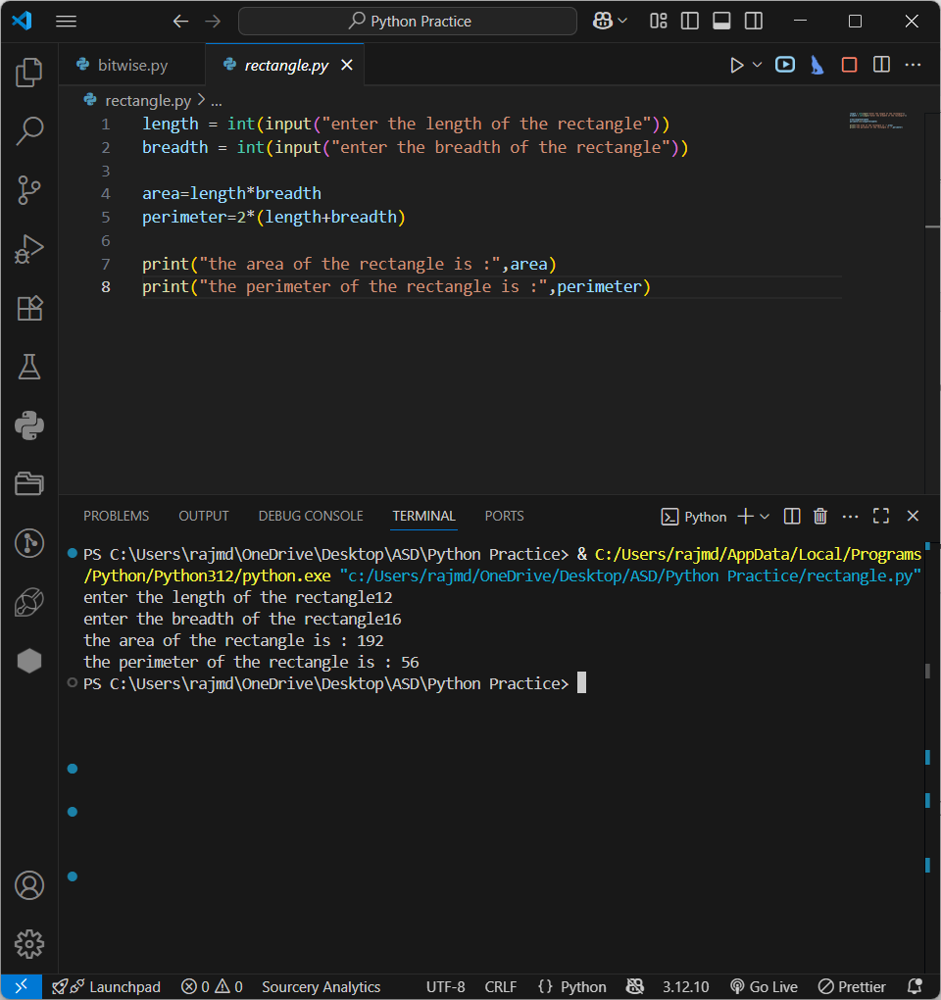 Python Practice
bitwise.py
rectangle.py
rectangle.py > ...
1 length = int(input("enter the length of the rectangle"))
2 breadth = int(input("enter the breadth of the rectangle"))
3
4 area=length*breadth
5 perimeter=2*(length+breadth)
6
7 print("the area of the rectangle is :",area)
8 print("the perimeter of the rectangle is :",perimeter)
PROBLEMS OUTPUT DEBUG CONSOLE TERMINAL PORTS Python
PS C:\Users\rajmd\OneDrive\Desktop\ASD\Python Practice> & C:/Users/rajmd/AppData/Local/Programs
/Python/Python312/python.exe "c:/Users/rajmd/OneDrive/Desktop/ASD/Python Practice/rectangle.py"
enter the length of the rectangle12
enter the breadth of the rectangle16
the area of the rectangle is : 192
the perimeter of the rectangle is : 56
PS C:\Users\rajmd\OneDrive\Desktop\ASD\Python Practice>
Launchpad 0 0 Sourcery Analytics UTF-8 CRLF {} Python 3.12.10 Go Live Prettier